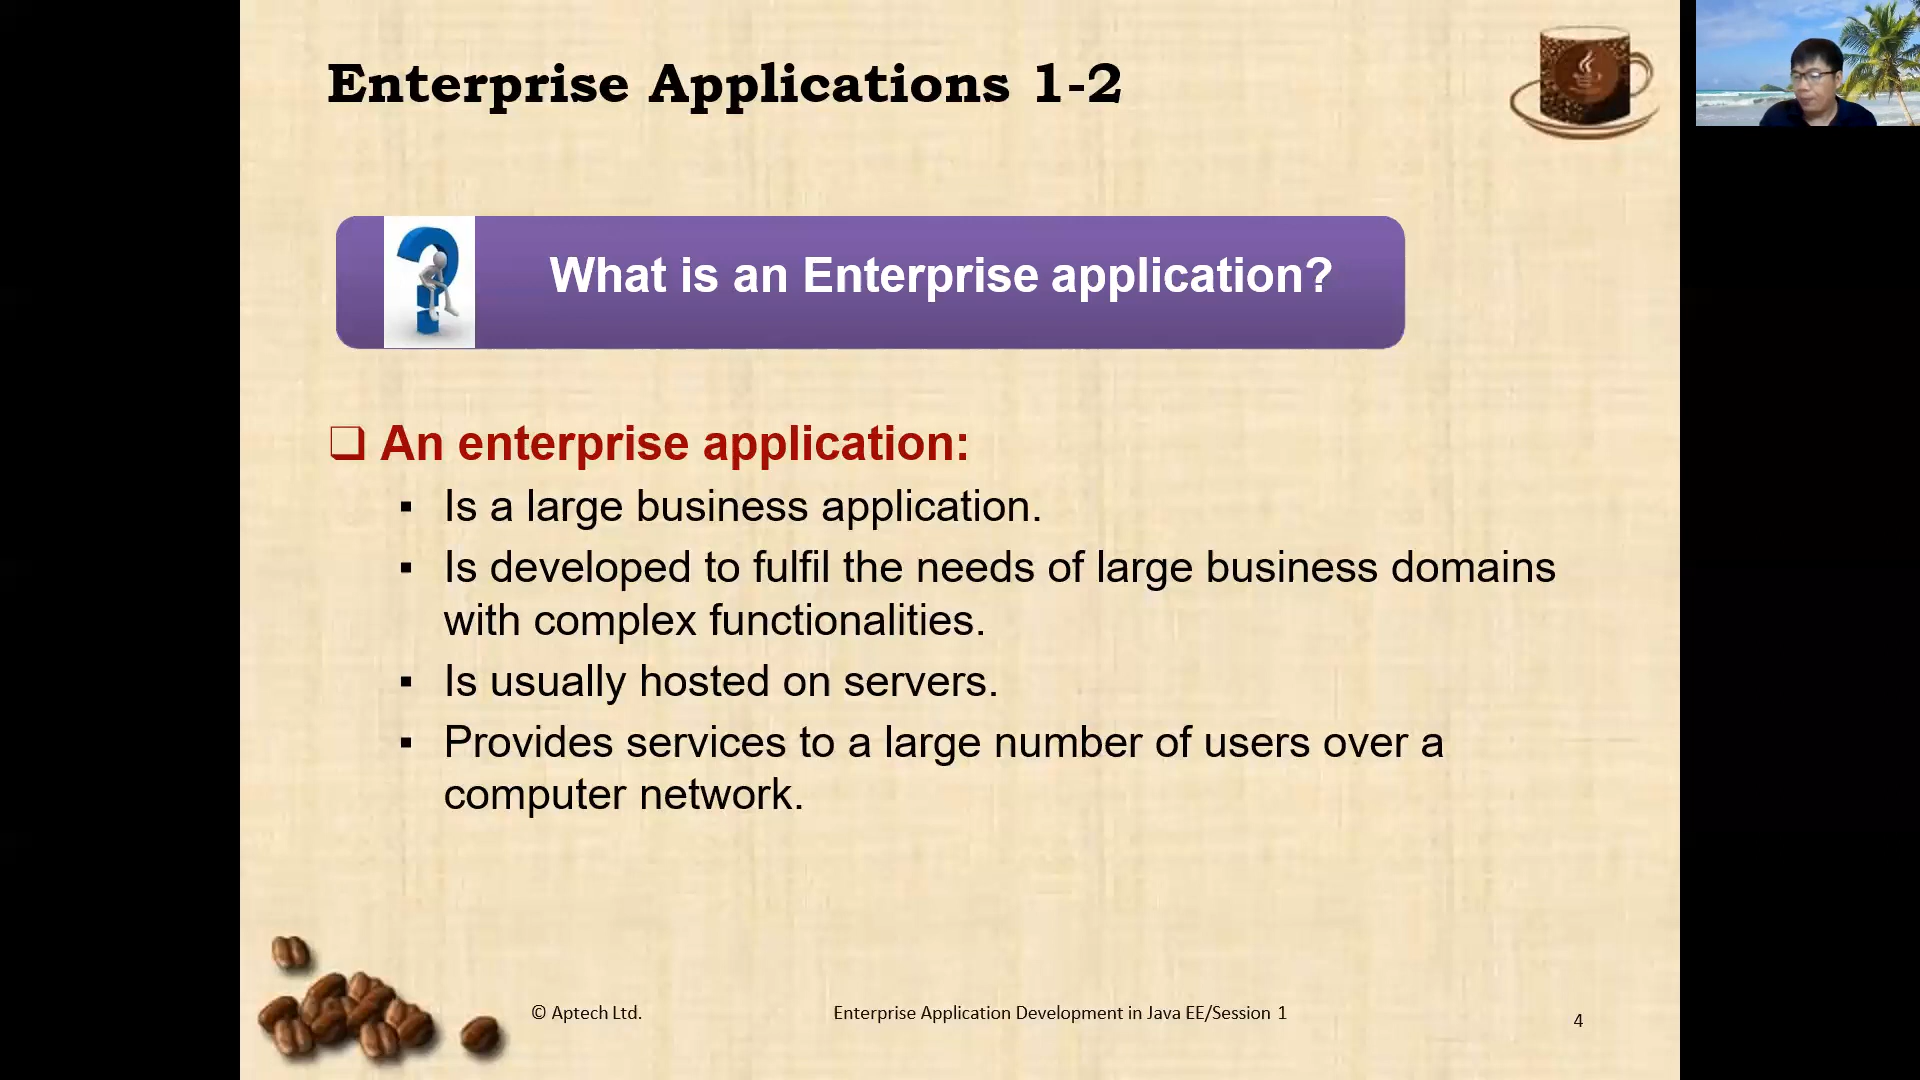 Enterprise Applications 1-2
What is an Enterprise application?
❑ An enterprise application:
▪ Is a large business application.
▪ Is developed to fulfil the needs of large business domains
with complex functionalities.
▪ Is usually hosted on servers.
▪ Provides services to a large number of users over a
computer network.
© Aptech Ltd.
Enterprise Application Development in Java EE/Session 1
4